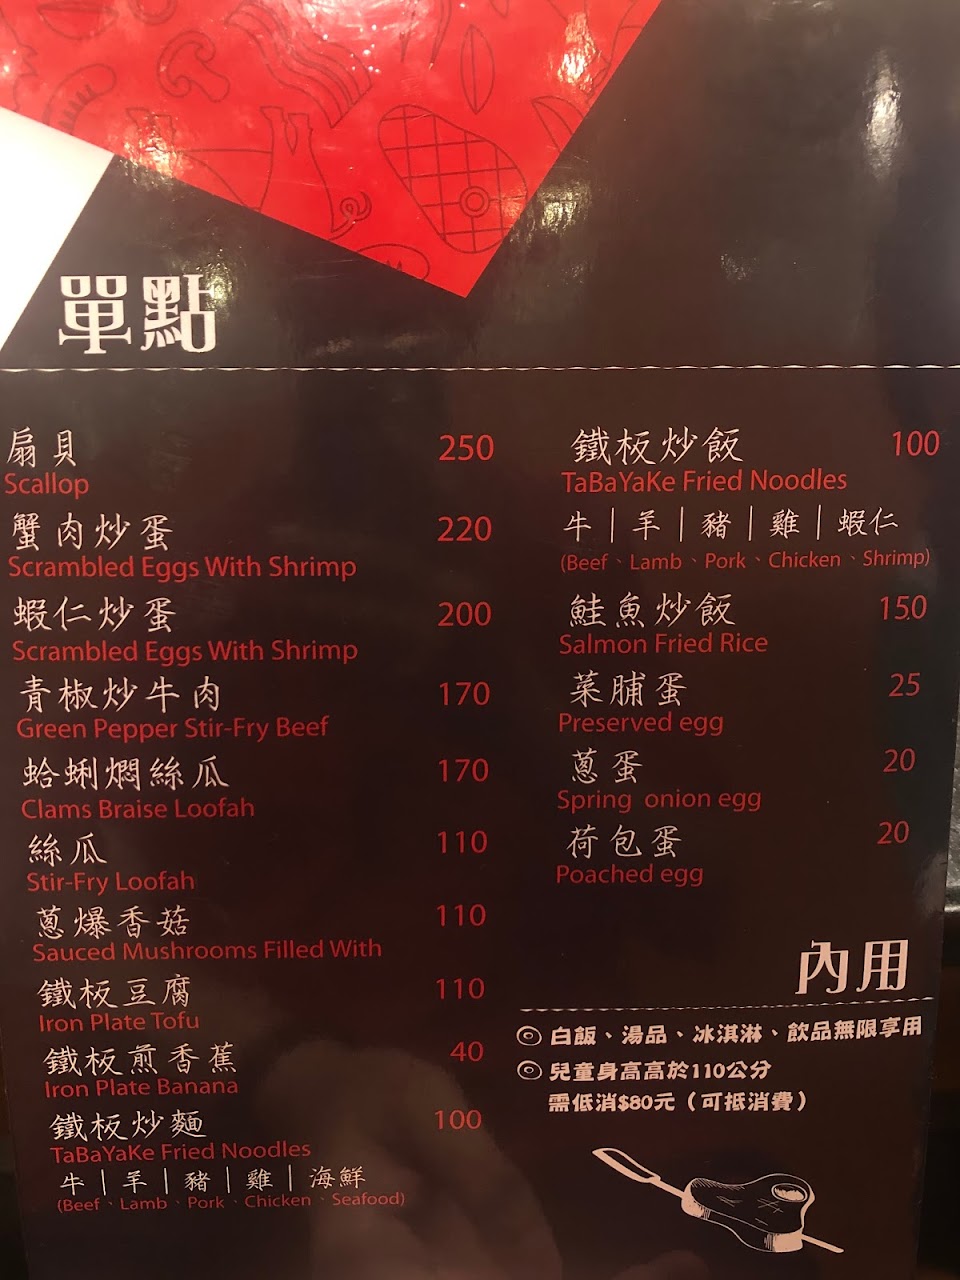 單點
扇貝 250
Scallop
蟹肉炒蛋 220
Scrambled Eggs With Shrimp
蝦仁炒蛋 200
Scrambled Eggs With Shrimp
青椒炒牛肉 170
Green Pepper Stir-Fry Beef
蛤蜊燜絲瓜 170
Clams Braise Loofah
絲瓜 110
Stir-Fry Loofah
蔥爆香菇 110
Sauced Mushrooms Filled With
鐵板豆腐 110
Iron Plate Tofu
鐵板煎香蕉 40
Iron Plate Banana
鐵板炒麵 100
TaBaYaKe Fried Noodles
牛｜羊｜豬｜雞｜海鮮
(Beef、Lamb、Pork、Chicken、Seafood)
鐵板炒飯 100
TaBaYaKe Fried Noodles
牛｜羊｜豬｜雞｜蝦仁
(Beef、Lamb、Pork、Chicken、Shrimp)
鮭魚炒飯 150
Salmon Fried Rice
菜脯蛋 25
Preserved egg
蔥蛋 20
Spring onion egg
荷包蛋 20
Poached egg
內用
◎ 白飯、湯品、冰淇淋、飲品無限享用
◎ 兒童身高高於110公分
需低消$80元（可抵消費）